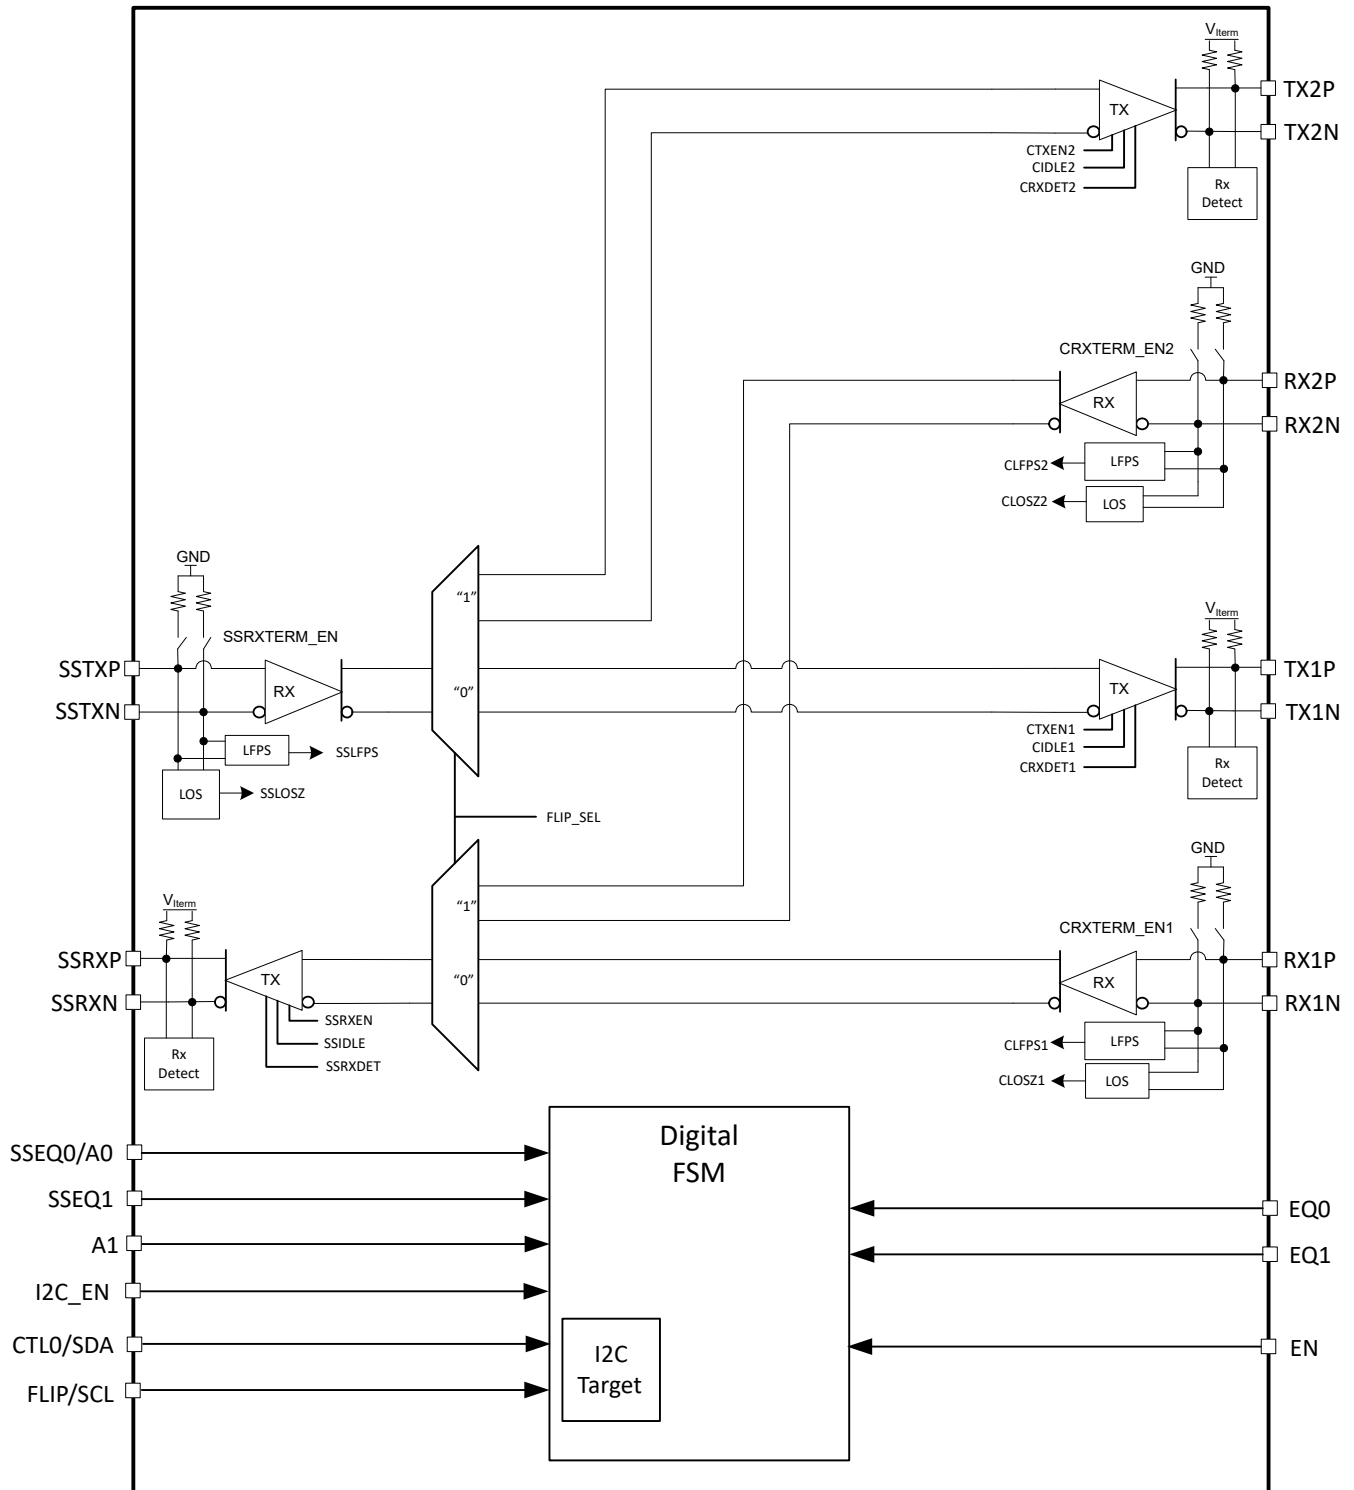 VIterm
TX2P
TX
TX2N
CTXEN2
CIDLE2
CRXDET2
Rx
Detect
GND
CRXTERM_EN2
RX2P
RX
RX2N
CLFPS2
LFPS
CLOSZ2
LOS
GND
"1"
SSRXTERM_EN
VIterm
SSTXP
RX
"0"
TX
TX1P
SSTXN
TX1N
CTXEN1
LFPS
SSLFPS
CIDLE1
CRXDET1
Rx
Detect
LOS
SSLOSZ
FLIP_SEL
GND
VIterm
"1"
CRXTERM_EN1
SSRXP
TX
"0"
RX
RX1P
SSRXN
RX1N
SSRXEN
SSIDLE
SSRXDET
Rx
Detect
CLFPS1
LFPS
CLOSZ1
LOS
Digital
FSM
SSEQ0/A0
SSEQ1
EQ0
A1
EQ1
I2C_EN
CTL0/SDA
EN
I2C
Target
FLIP/SCL